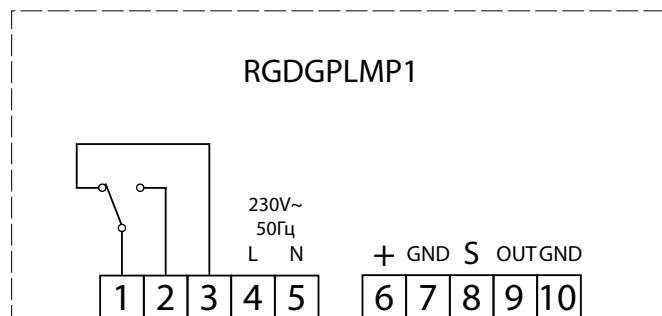 RGDGPLMP1
230V~
50Гц
L N
+ GND S OUT GND
1 2 3 4 5 6 7 8 9 10